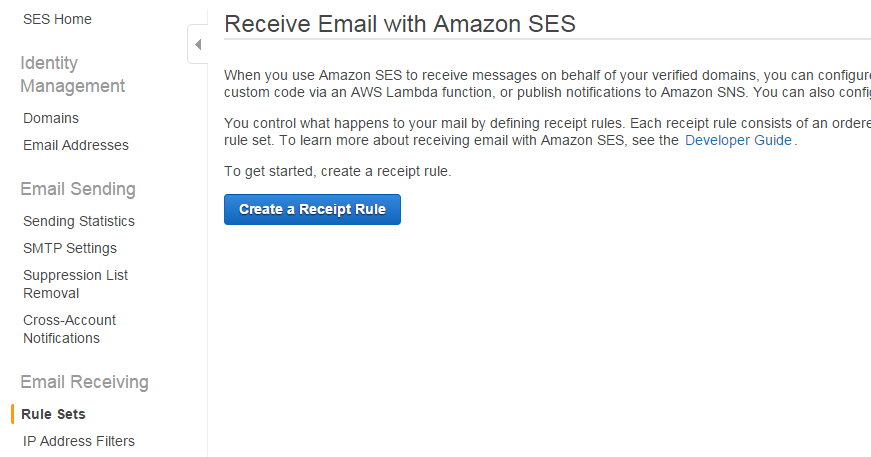 SES Home
Identity
Management
Domains
Email Addresses
Email Sending
Sending Statistics
SMTP Settings
Suppression List
Removal
Cross-Account
Notifications
Email Receiving
Rule Sets
IP Address Filters
Receive Email with Amazon SES
When you use Amazon SES to receive messages on behalf of your verified domains, you can configure
custom code via an AWS Lambda function, or publish notifications to Amazon SNS. You can also config
You control what happens to your mail by defining receipt rules. Each receipt rule consists of an ordere
rule set. To learn more about receiving email with Amazon SES, see the Developer Guide.
To get started, create a receipt rule.
Create a Receipt Rule